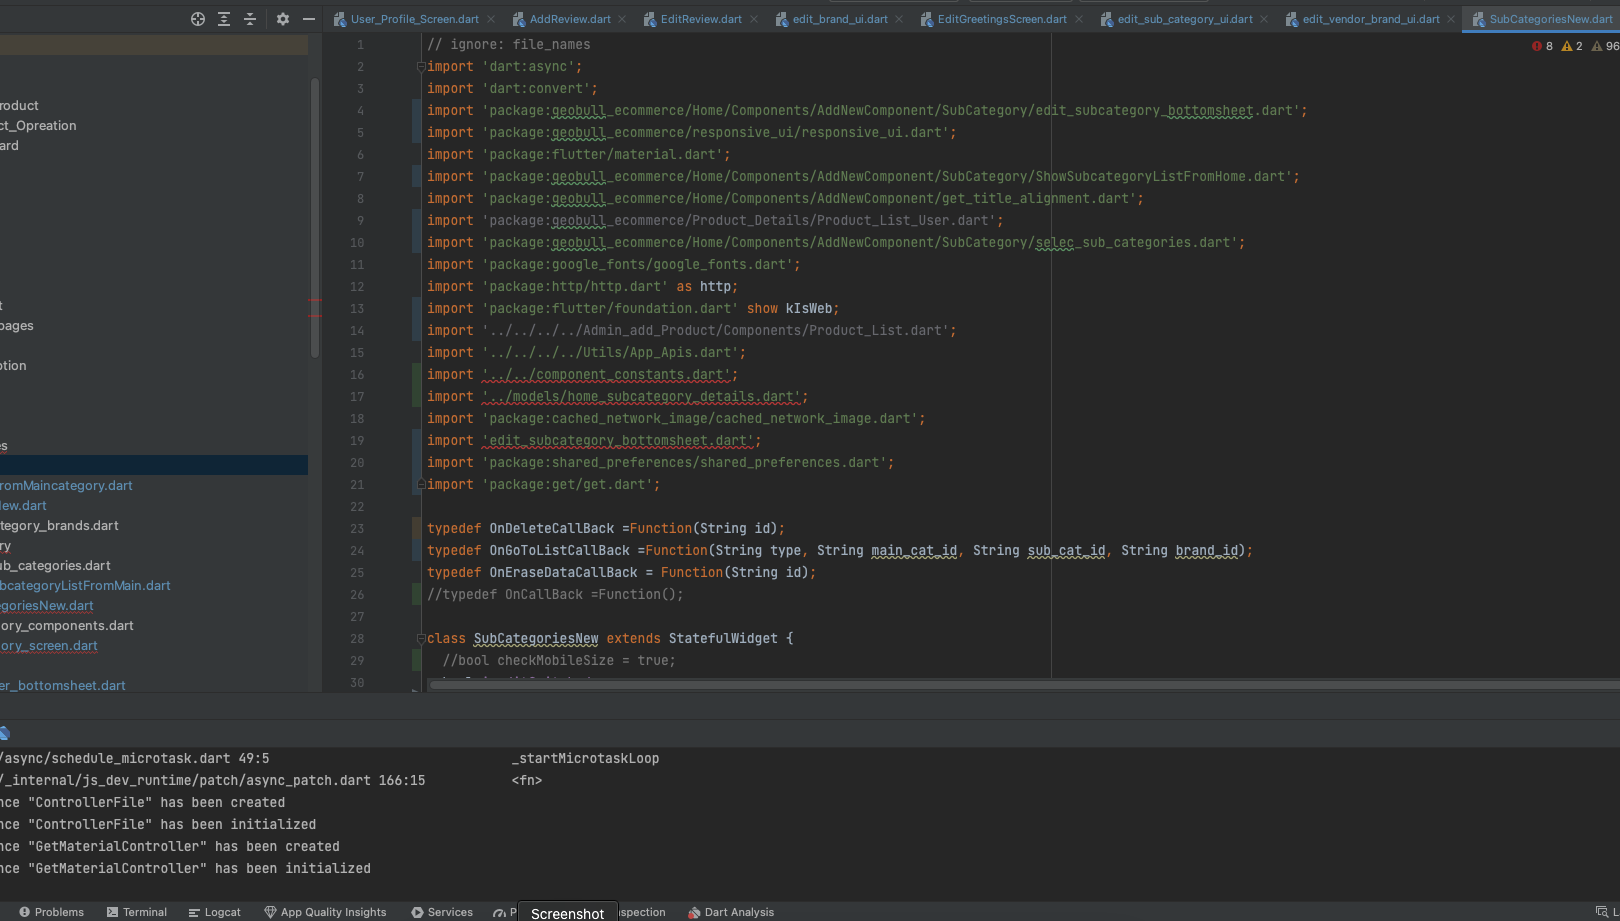 User_Profile_Screen.dart
AddReview.dart
EditReview.dart
edit_brand_ui.dart
EditGreetingsScreen.dart
edit_sub_category_ui.dart
edit_vendor_brand_ui.dart
SubCategoriesNew.dart
8 2 96
roduct
ct_Opreation
ard
t
pages
otion
es
romMaincategory.dart
lew.dart
tegory_brands.dart
ry
ub_categories.dart
bcategoryListFromMain.dart
egoriesNew.dart
ory_components.dart
ory_screen.dart
er_bottomsheet.dart
1 // ignore: file_names
2 import 'dart:async';
3 import 'dart:convert';
4 import 'package:geobull_ecommerce/Home/Components/AddNewComponent/SubCategory/edit_subcategory_bottomsheet.dart';
5 import 'package:geobull_ecommerce/responsive_ui/responsive_ui.dart';
6 import 'package:flutter/material.dart';
7 import 'package:geobull_ecommerce/Home/Components/AddNewComponent/SubCategory/ShowSubcategoryListFromHome.dart';
8 import 'package:geobull_ecommerce/Home/Components/AddNewComponent/get_title_alignment.dart';
9 import 'package:geobull_ecommerce/Product_Details/Product_List_User.dart';
10 import 'package:geobull_ecommerce/Home/Components/AddNewComponent/SubCategory/selec_sub_categories.dart';
11 import 'package:google_fonts/google_fonts.dart';
12 import 'package:http/http.dart' as http;
13 import 'package:flutter/foundation.dart' show kIsWeb;
14 import '../../../../Admin_add_Product/Components/Product_List.dart';
15 import '../../../../Utils/App_Apis.dart';
16 import '../../component_constants.dart';
17 import '../models/home_subcategory_details.dart';
18 import 'package:cached_network_image/cached_network_image.dart';
19 import 'edit_subcategory_bottomsheet.dart';
20 import 'package:shared_preferences/shared_preferences.dart';
21 import 'package:get/get.dart';
22
23 typedef OnDeleteCallBack =Function(String id);
24 typedef OnGoToListCallBack =Function(String type, String main_cat_id, String sub_cat_id, String brand_id);
25 typedef OnEraseDataCallBack = Function(String id);
26 //typedef OnCallBack =Function();
27
28 class SubCategoriesNew extends StatefulWidget {
29 //bool checkMobileSize = true;
30
/async/schedule_microtask.dart 49:5 _startMicrotaskLoop
/_internal/js_dev_runtime/patch/async_patch.dart 166:15 <fn>
nce "ControllerFile" has been created
nce "ControllerFile" has been initialized
nce "GetMaterialController" has been created
nce "GetMaterialController" has been initialized
Problems Terminal Logcat App Quality Insights Services P Screenshot spection Dart Analysis L